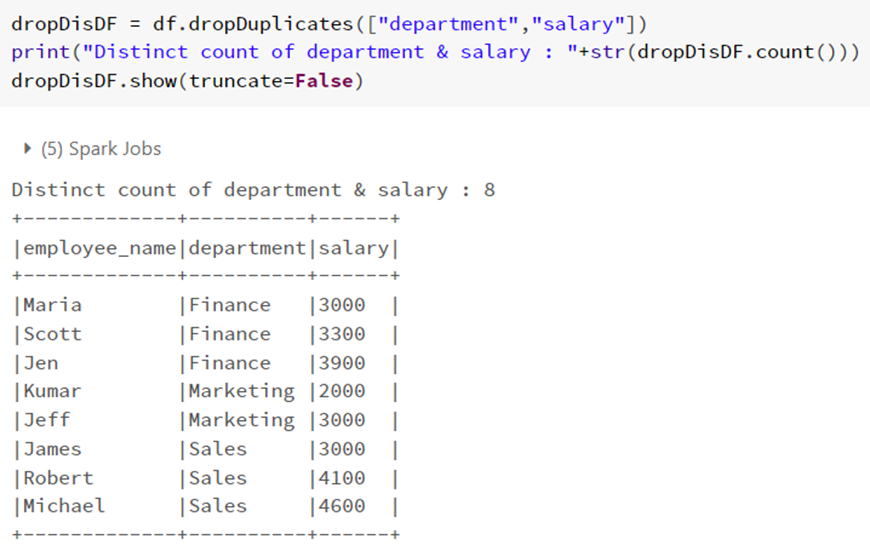 dropDisDF = df.dropDuplicates(["department","salary"])
print("Distinct count of department & salary : "+str(dropDisDF.count()))
dropDisDF.show(truncate=False)
(5) Spark Jobs
Distinct count of department & salary : 8
+-------------+----------+------+
|employee_name|department|salary|
+-------------+----------+------+
|Maria        |Finance   |3000  |
|Scott        |Finance   |3300  |
|Jen          |Finance   |3900  |
|Kumar        |Marketing |2000  |
|Jeff         |Marketing |3000  |
|James        |Sales     |3000  |
|Robert       |Sales     |4100  |
|Michael      |Sales     |4600  |
+-------------+----------+------+